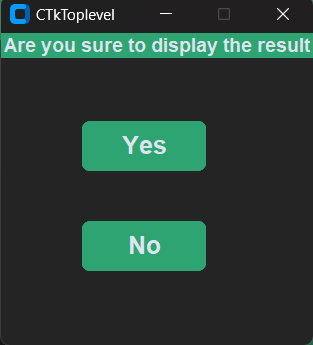 CTkToplevel
Are you sure to display the result
Yes
No